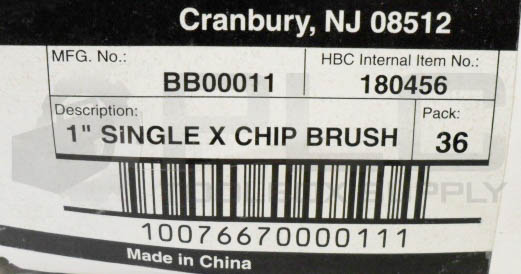 Cranbury, NJ 08512
MFG. No.: HBC Internal Item No.:
BB00011 180456
Description: Pack:
1" SINGLE X CHIP BRUSH 36
10076670000111
Made in China